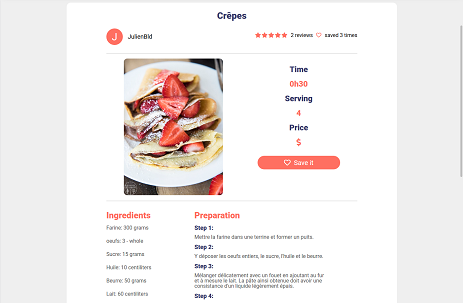 Crêpes
J JulienBld
2 reviews saved 3 times
Time
0h30
Serving
4
Price
$
Save it
Ingredients
Farine: 300 grams
oeufs: 3 - whole
Sucre: 15 grams
Huile: 10 centiliters
Beurre: 50 grams
Lait: 60 centiliters
Preparation
Step 1:
Mettre la farine dans une terrine et former un puits.
Step 2:
Y déposer les oeufs entiers, le sucre, l'huile et le beurre.
Step 3:
Mélanger délicatement avec un fouet en ajoutant au fur
et à mesure le lait. La pâte ainsi obtenue doit avoir une
consistance d'un liquide légèrement épais.
Step 4: